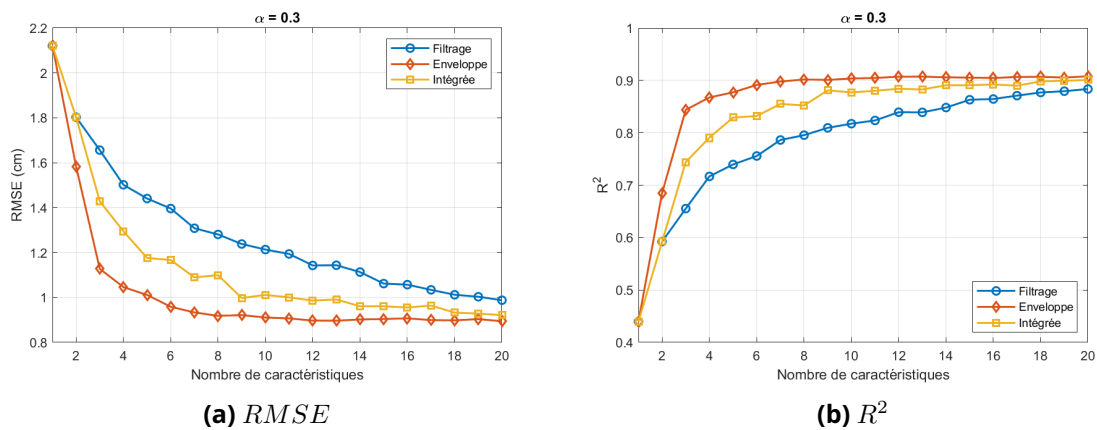 α = 0.3
2.2
2
1.8
1.6
1.4
1.2
1
0.8
RMSE (cm)
Filtrage
Enveloppe
Intégrée
2 4 6 8 10 12 14 16 18 20
Nombre de caractéristiques
(a) RMSE
α = 0.3
1
0.9
0.8
0.7
0.6
0.5
0.4
R²
Filtrage
Enveloppe
Intégrée
2 4 6 8 10 12 14 16 18 20
Nombre de caractéristiques
(b) R²